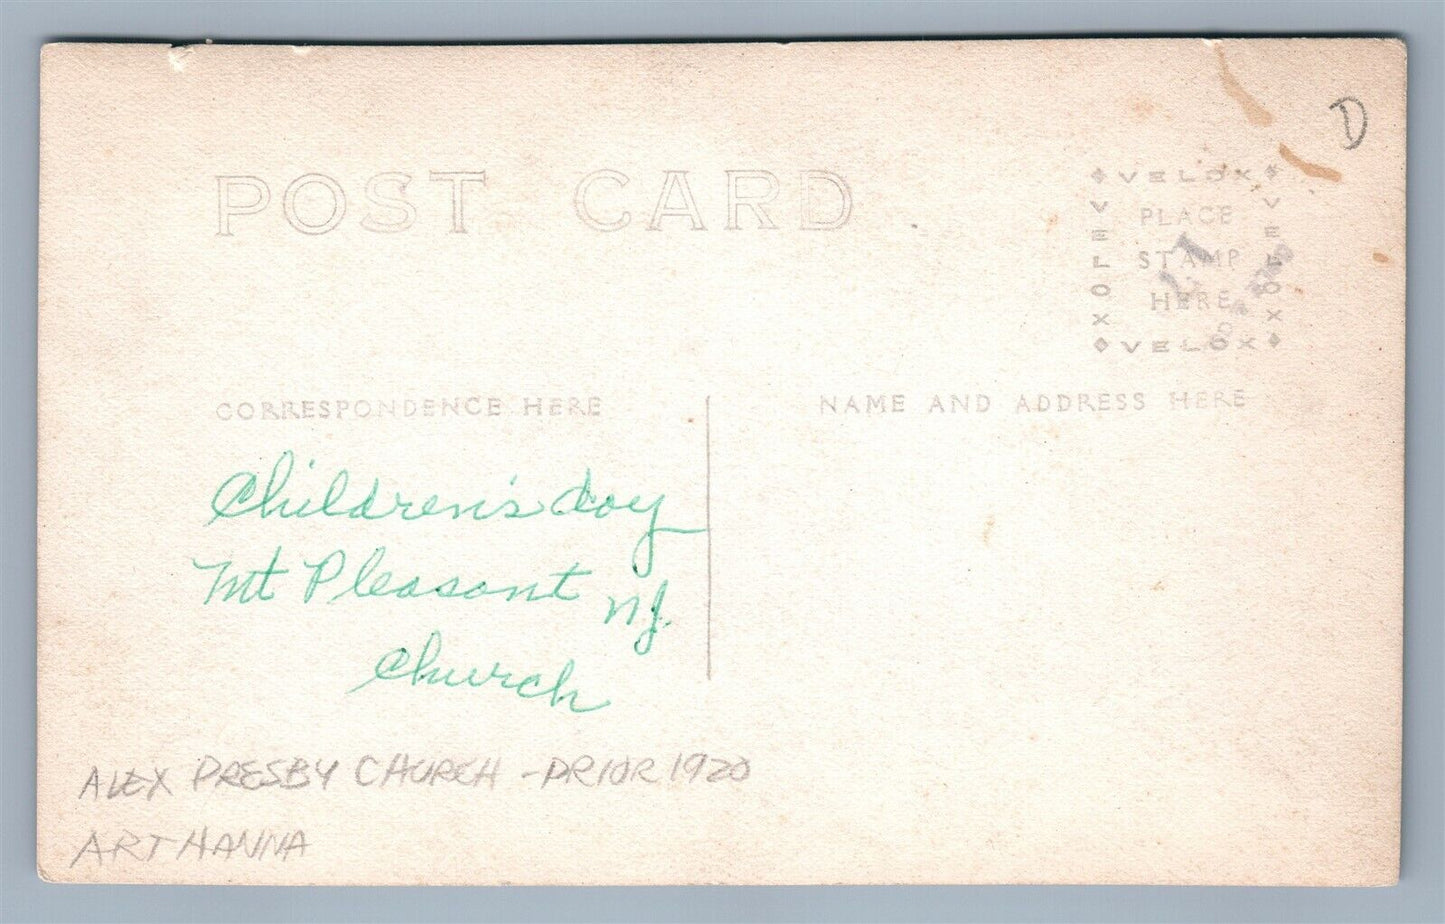 D
POST CARD
VELOX
VELOX
VELOX
PLACE
STAMP
HERE
VELOX
CORRESPONDENCE HERE
NAME AND ADDRESS HERE
Children's day
Mt Pleasant NJ.
Church
ALEX PRESBY CHURCH - PRIOR 1920
ART HANNA